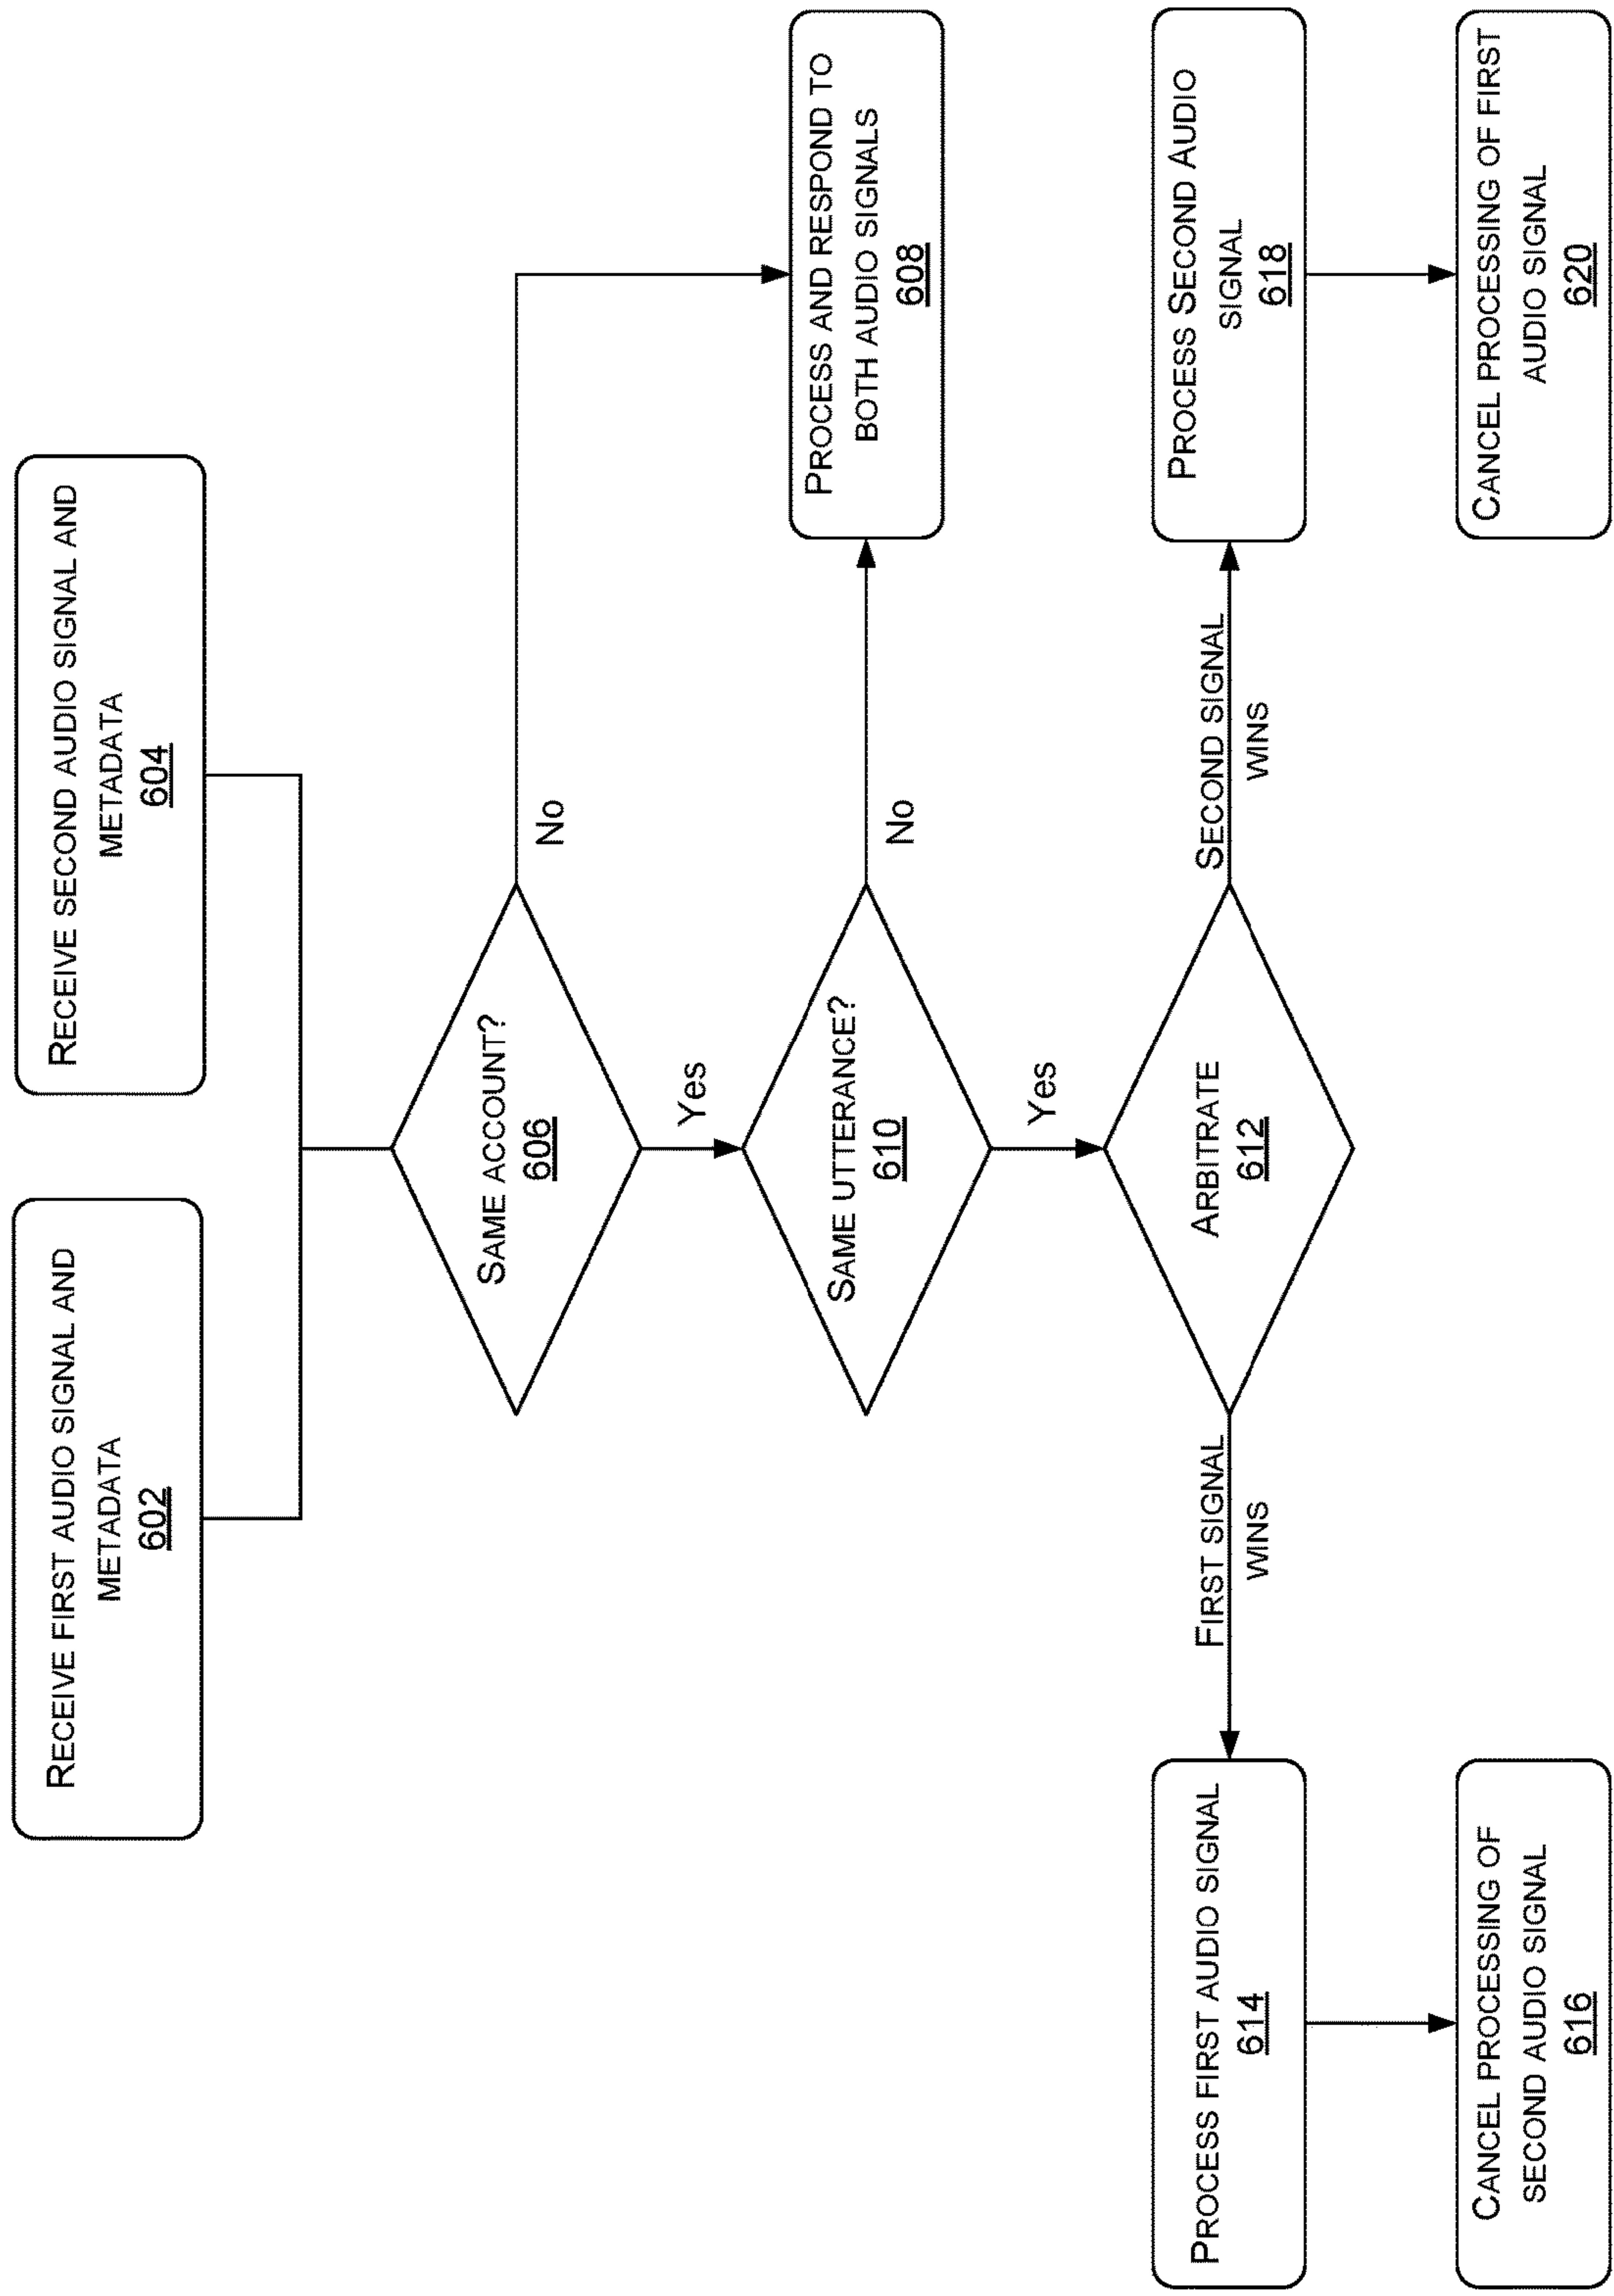 RECEIVE FIRST AUDIO SIGNAL AND
METADATA
602
RECEIVE SECOND AUDIO SIGNAL AND
METADATA
604
SAME ACCOUNT?
606
No
Yes
PROCESS AND RESPOND TO
BOTH AUDIO SIGNALS
608
SAME UTTERANCE?
610
No
Yes
ARBITRATE
612
FIRST SIGNAL
WINS
SECOND SIGNAL
WINS
PROCESS FIRST AUDIO SIGNAL
614
PROCESS SECOND AUDIO
SIGNAL
618
CANCEL PROCESSING OF
SECOND AUDIO SIGNAL
616
CANCEL PROCESSING OF FIRST
AUDIO SIGNAL
620